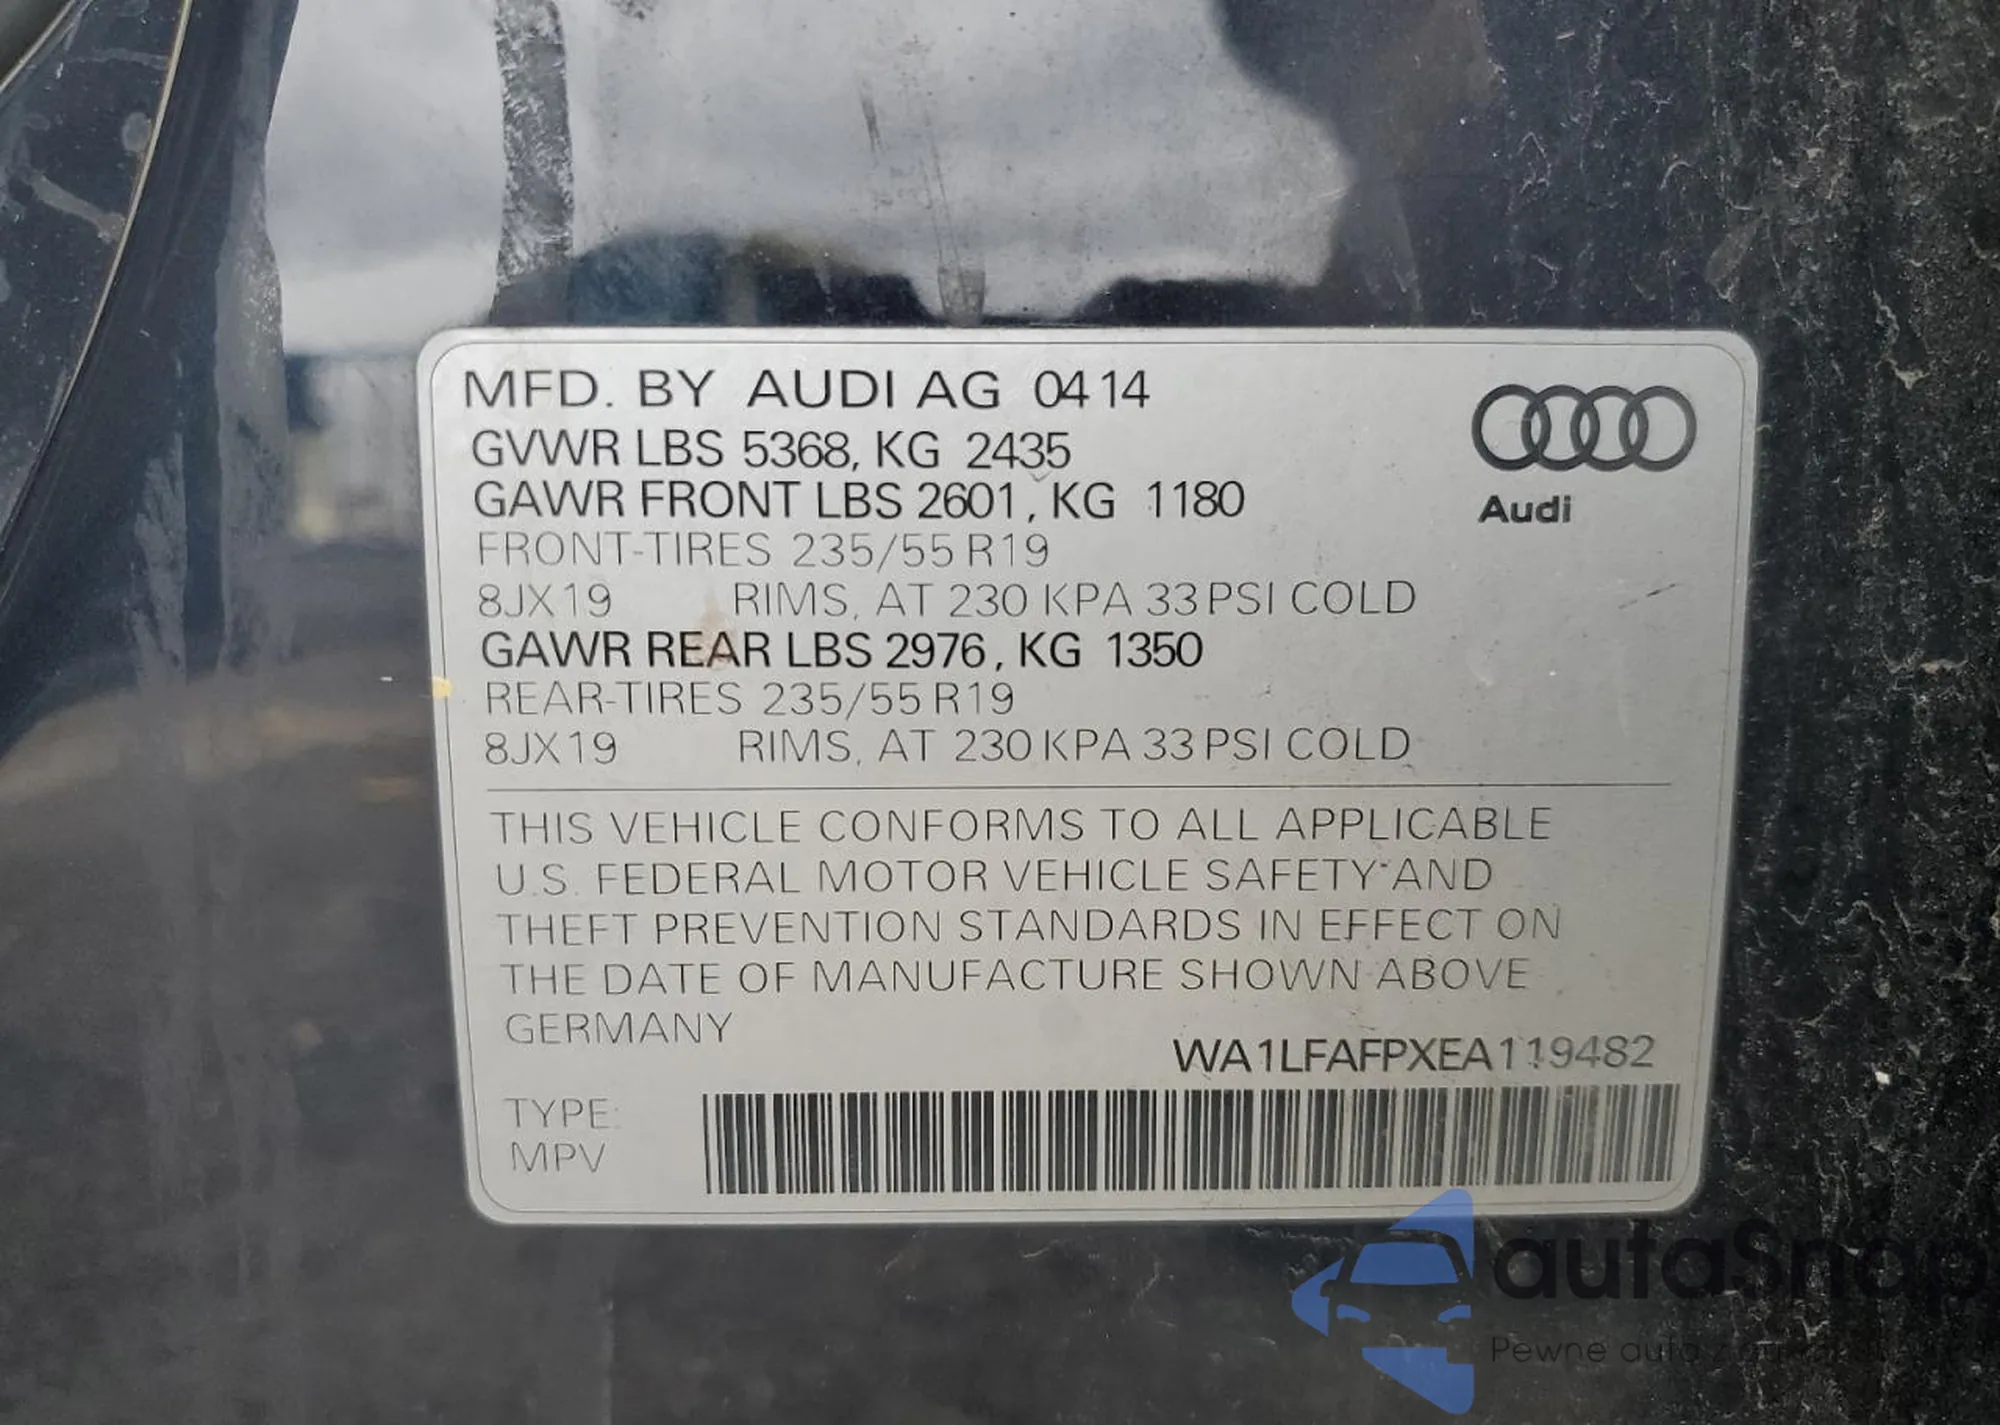 MFD. BY AUDI AG 04 14
GVWR LBS 5368, KG 2435
GAWR FRONT LBS 2601, KG 1180
FRONT-TIRES 235/55 R19
8JX19 RIMS, AT 230 KPA 33 PSI COLD
GAWR REAR LBS 2976, KG 1350
REAR-TIRES 235/55 R19
8JX19 RIMS, AT 230 KPA 33 PSI COLD
Audi
THIS VEHICLE CONFORMS TO ALL APPLICABLE
U.S. FEDERAL MOTOR VEHICLE SAFETY AND
THEFT PREVENTION STANDARDS IN EFFECT ON
THE DATE OF MANUFACTURE SHOWN ABOVE
GERMANY
WA1LFAFPXEA119482
TYPE:
MPV
autaSnap
Pewne auta z